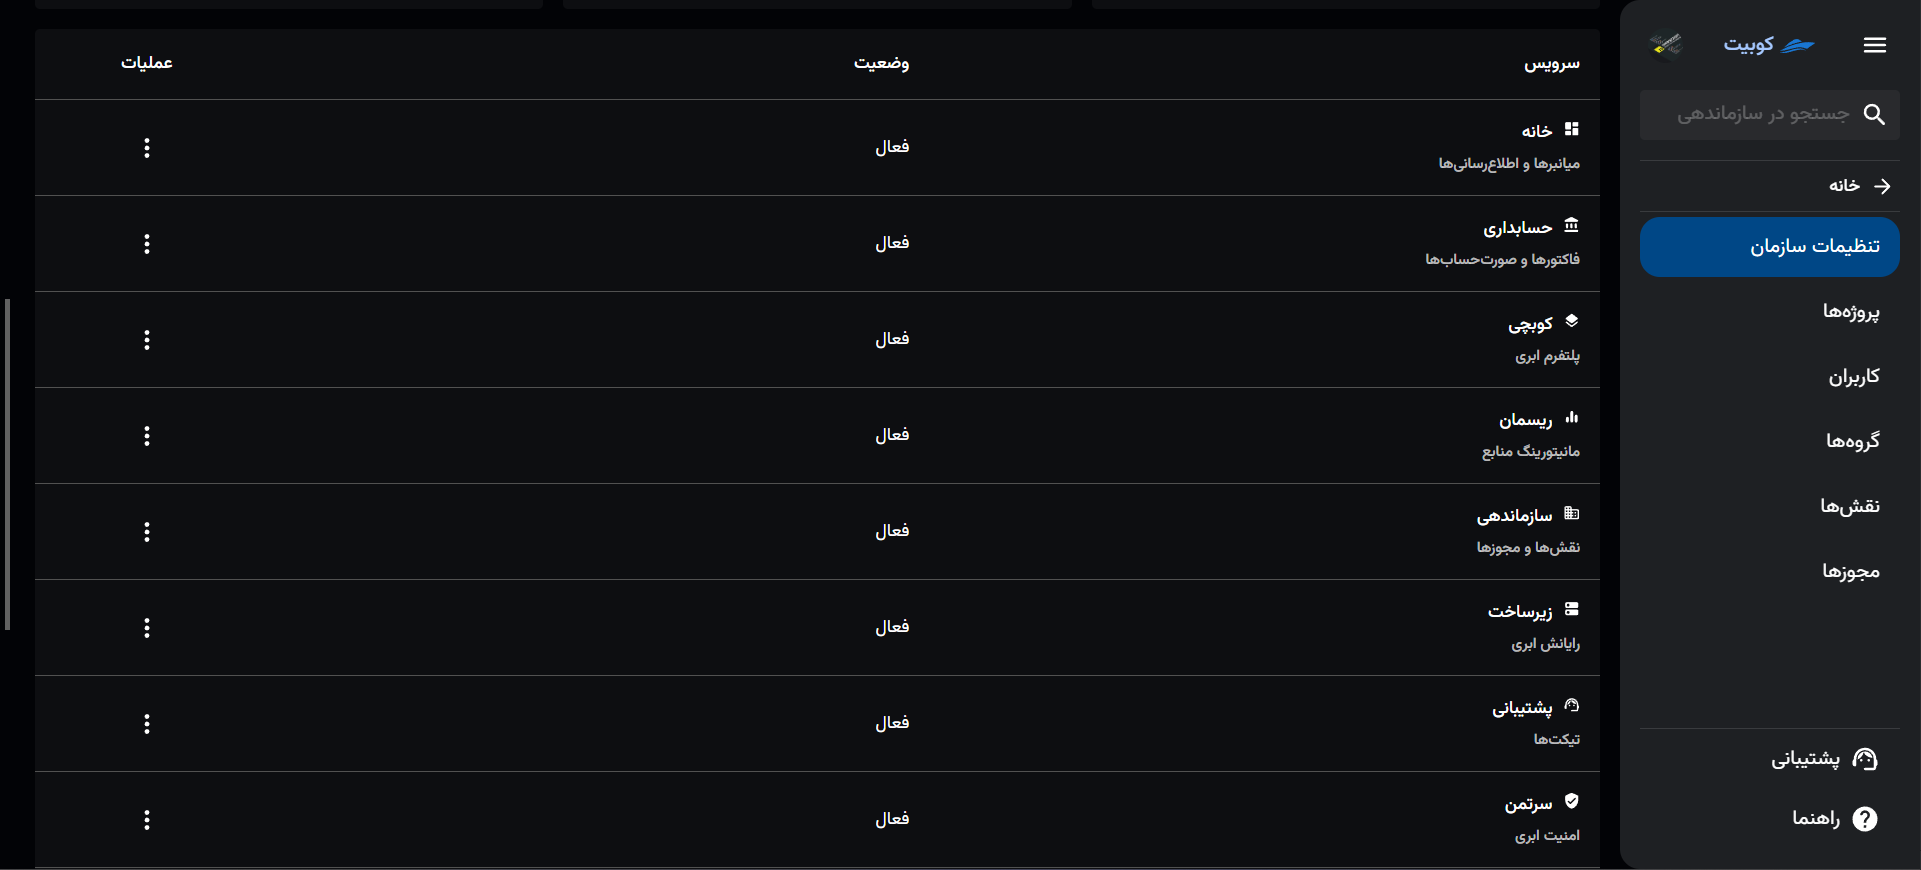 کوبیت
جستجو در سازماندهی
خانه
تنظیمات سازمان
پروژه‌ها
کاربران
گروه‌ها
نقش‌ها
مجوزها
پشتیبانی
راهنما
سرویس وضعیت عملیات
خانه
میانبرها و اطلاع‌رسانی‌ها
فعال
حسابداری
فاکتورها و صورت‌حساب‌ها
فعال
کوبچی
پلتفرم ابری
فعال
ریسمان
مانیتورینگ منابع
فعال
سازماندهی
نقش‌ها و مجوزها
فعال
زیرساخت
رایانش ابری
فعال
پشتیبانی
تیکت‌ها
فعال
سرتمن
امنیت ابری
فعال